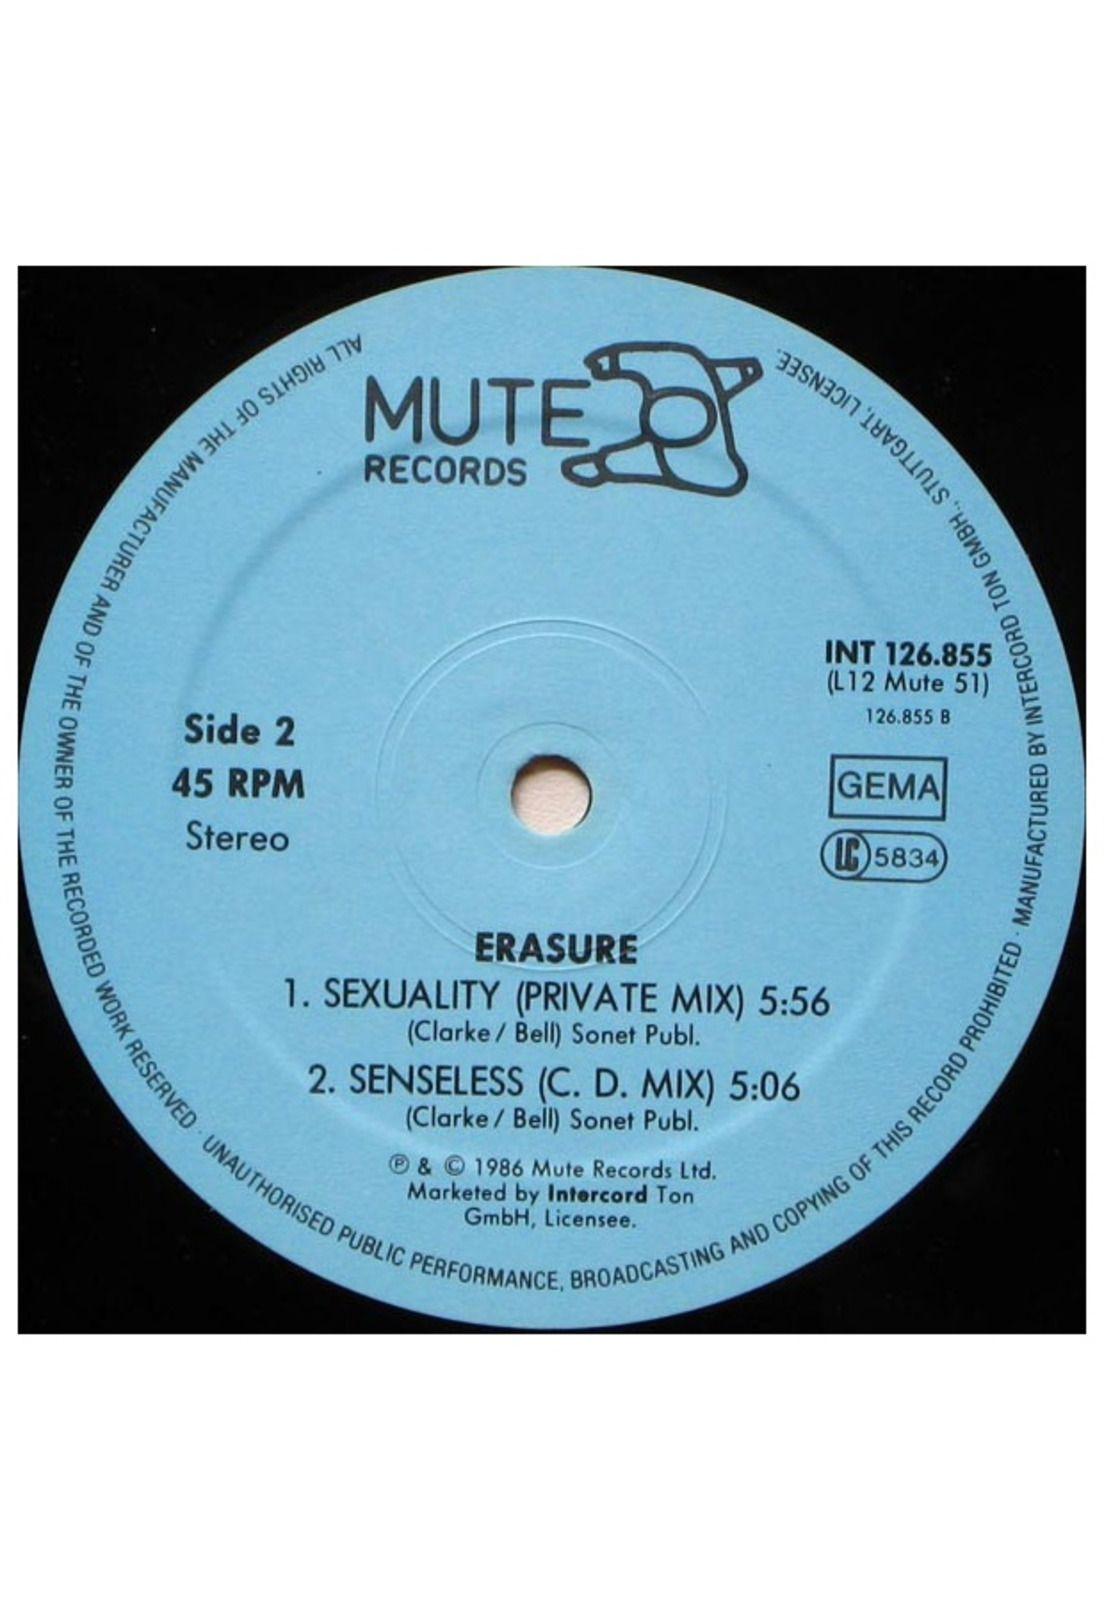 MUTE
RECORDS
ALL RIGHTS OF THE MANUFACTURER AND OF THE OWNER OF THE RECORDED WORK RESERVED · UNAUTHORISED PUBLIC PERFORMANCE, BROADCASTING AND COPYING OF THIS RECORD PROHIBITED · MANUFACTURED BY INTERCORD TON GMBH., STUTTGART, LICENSEE.
INT 126.855
(L12 Mute 51)
126.855 B
Side 2
45 RPM
Stereo
GEMA
LC 5834
ERASURE
1. SEXUALITY (PRIVATE MIX) 5:56
(Clarke / Bell) Sonet Publ.
2. SENSELESS (C. D. MIX) 5:06
(Clarke / Bell) Sonet Publ.
℗ & © 1986 Mute Records Ltd.
Marketed by Intercord Ton
GmbH, Licensee.